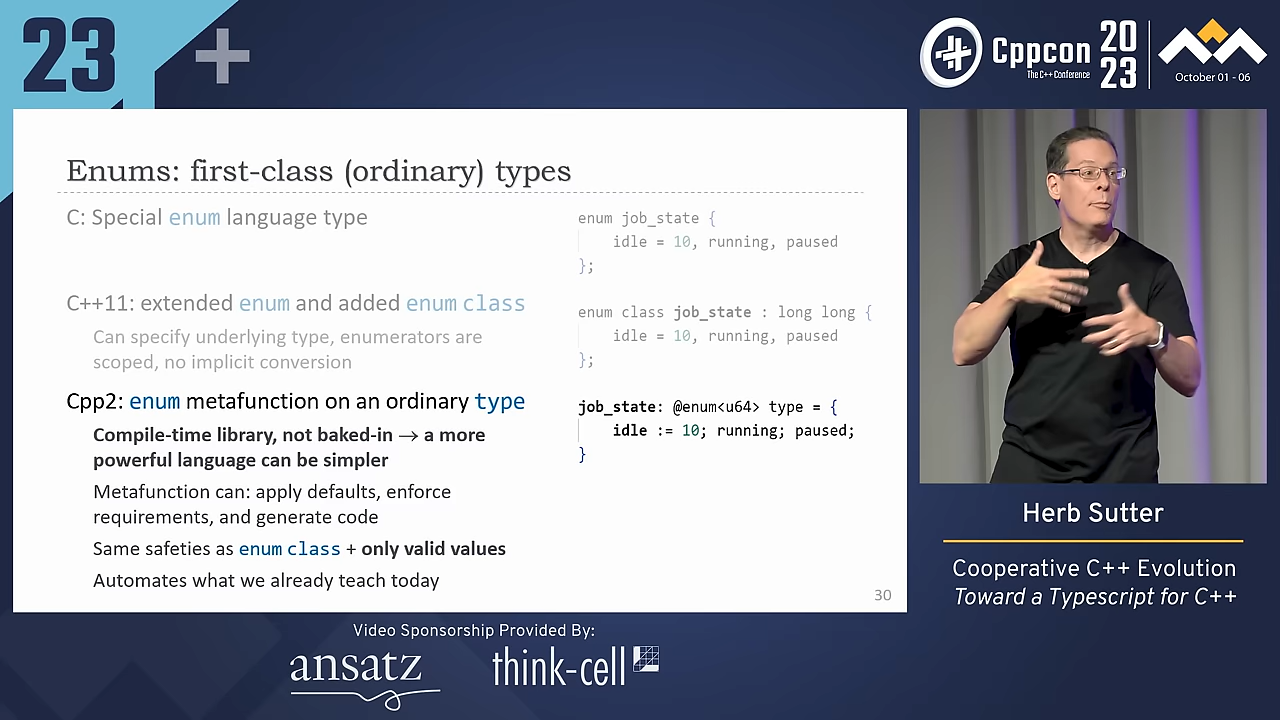 23
+
Cppcon
The C++ Conference
20
23
October 01 - 06
Enums: first-class (ordinary) types
C: Special enum language type
enum job_state {
idle = 10, running, paused
};
C++11: extended enum and added enum class
Can specify underlying type, enumerators are
scoped, no implicit conversion
enum class job_state : long long {
idle = 10, running, paused
};
Cpp2: enum metafunction on an ordinary type
Compile-time library, not baked-in → a more
powerful language can be simpler
Metafunction can: apply defaults, enforce
requirements, and generate code
Same safeties as enum class + only valid values
Automates what we already teach today
job_state: @enum<u64> type = {
idle := 10; running; paused;
}
30
Herb Sutter
Cooperative C++ Evolution
Toward a Typescript for C++
Video Sponsorship Provided By:
ansatz
think-cell